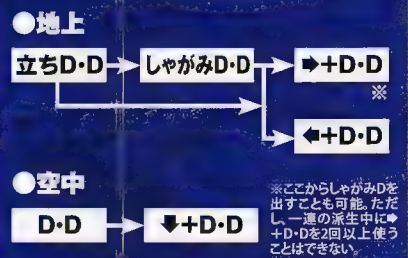 ●地上
立ちD・D
しゃがみD・D
➡+D・D
※
⬅+D・D
●空中
D・D
⬇+D・D
※ここからしゃがみDを
出すことも可能。ただ
し、一連の派生中に➡
+D・Dを2回以上使う
ことはできない。